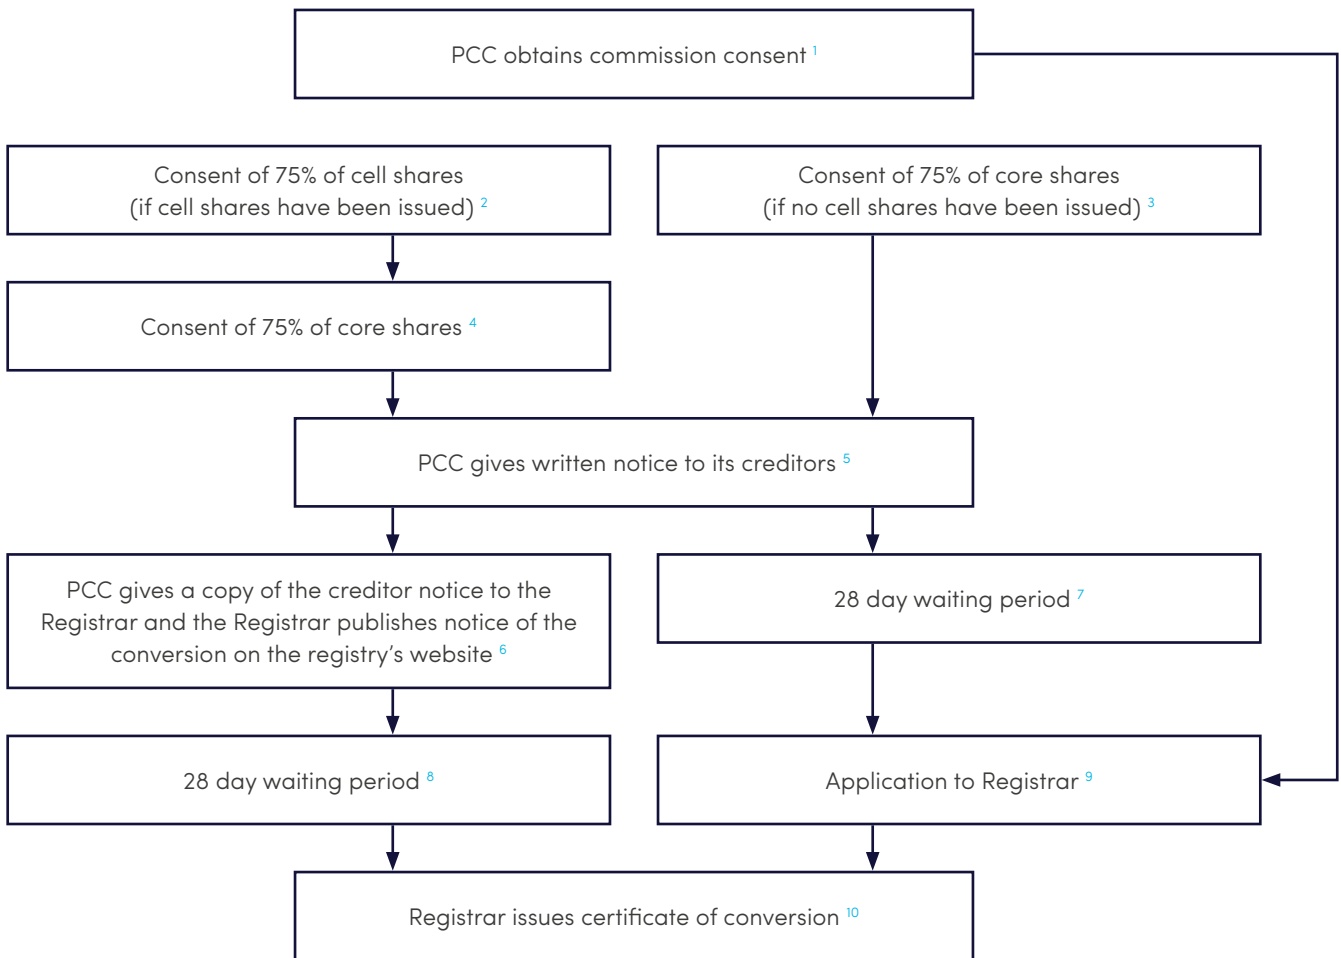 PCC obtains commission consent 1
Consent of 75% of cell shares
(if cell shares have been issued) 2
Consent of 75% of core shares
(if no cell shares have been issued) 3
Consent of 75% of core shares 4
PCC gives written notice to its creditors 5
PCC gives a copy of the creditor notice to the
Registrar and the Registrar publishes notice of the
conversion on the registry’s website 6
28 day waiting period 7
28 day waiting period 8
Application to Registrar 9
Registrar issues certificate of conversion 10